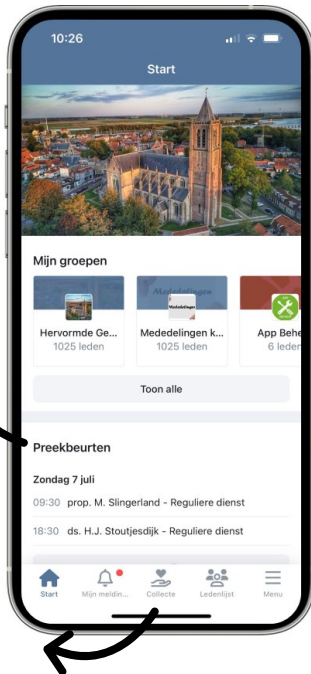 10:26
Start
Mijn groepen
Mededelingen
Mededelingen
Hervormde Ge...
1025 leden
Mededelingen k...
1025 leden
App Behe
6 leden
Toon alle
Preekbeurten
Zondag 7 juli
09:30 prop. M. Slingerland - Reguliere dienst
18:30 ds. H.J. Stoutjesdijk - Reguliere dienst
Start
Mijn meldin...
Collecte
Ledenlijst
Menu